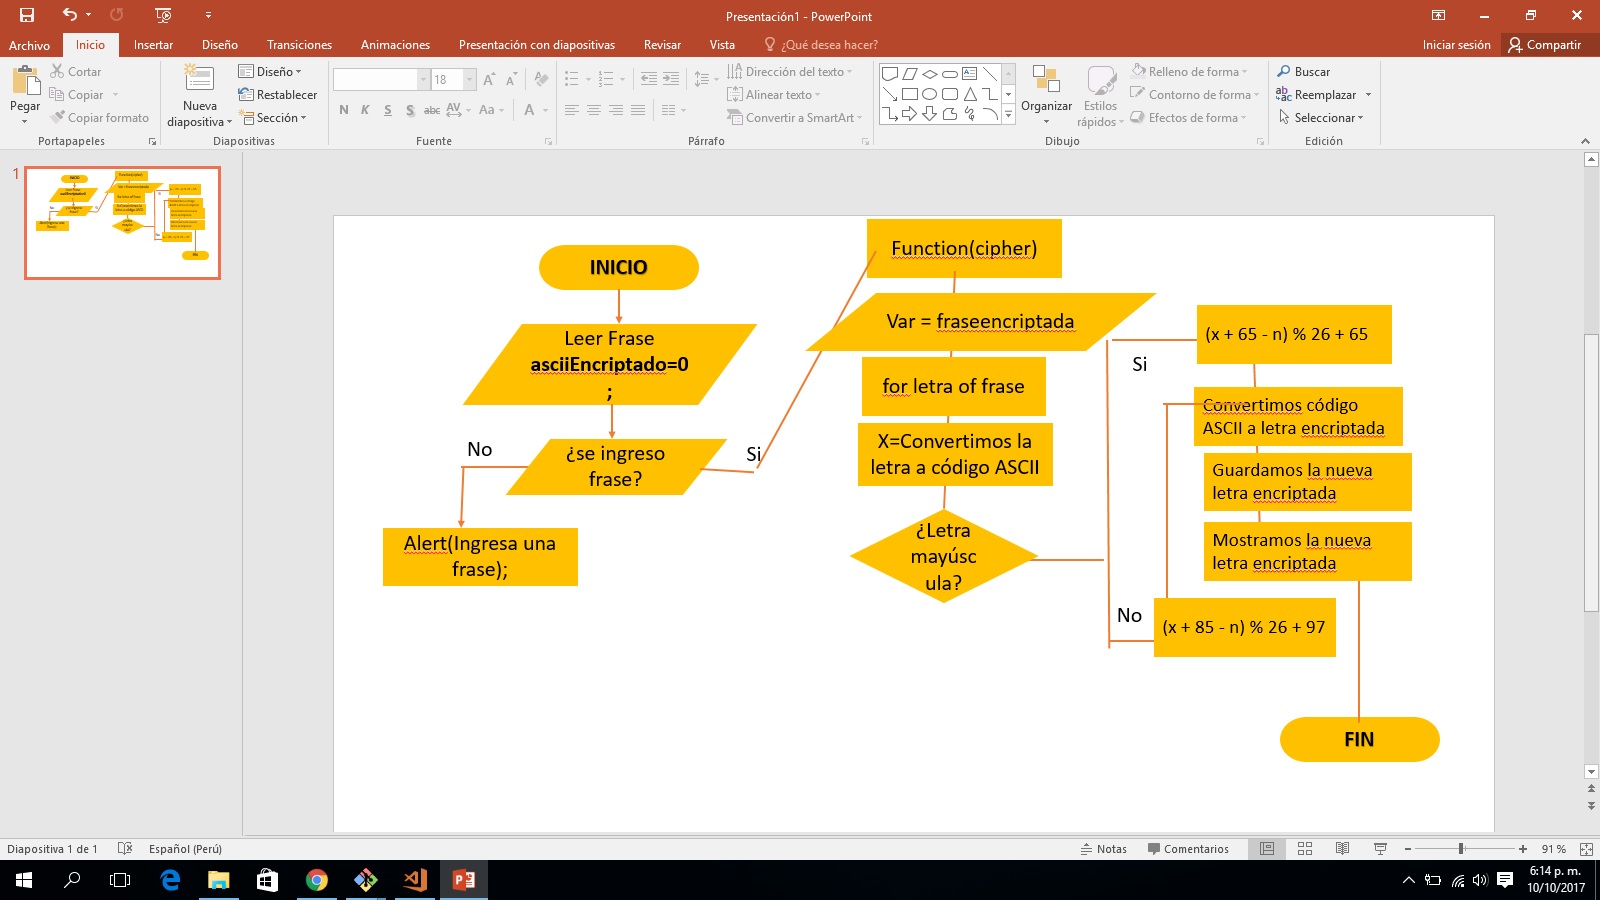 Presentación1 - PowerPoint
Archivo
Inicio
Insertar
Diseño
Transiciones
Animaciones
Presentación con diapositivas
Revisar
Vista
¿Qué desea hacer?
Iniciar sesión
Compartir
Pegar
Cortar
Copiar
Copiar formato
Portapapeles
Nueva
diapositiva
Diseño
Restablecer
Sección
Diapositivas
18
N K S S abc AV Aa A
Fuente
Dirección del texto
Alinear texto
Convertir a SmartArt
Párrafo
Organizar
Estilos
rápidos
Relleno de forma
Contorno de forma
Efectos de forma
Dibujo
Buscar
Reemplazar
Seleccionar
Edición
1
INICIO
Leer Frase
asciiEncriptado=0
;
¿se ingreso
frase?
No
Si
Alert(Ingresa una
frase);
Function(cipher)
Var = fraseencriptada
for letra of frase
X=Convertimos la
letra a código ASCII
¿Letra
mayúsc
ula?
Si
No
(x + 65 - n) % 26 + 65
Convertimos código
ASCII a letra encriptada
Guardamos la nueva
letra encriptada
Mostramos la nueva
letra encriptada
(x + 85 - n) % 26 + 97
FIN
Diapositiva 1 de 1
Español (Perú)
Notas
Comentarios
91 %
6:14 p. m.
10/10/2017